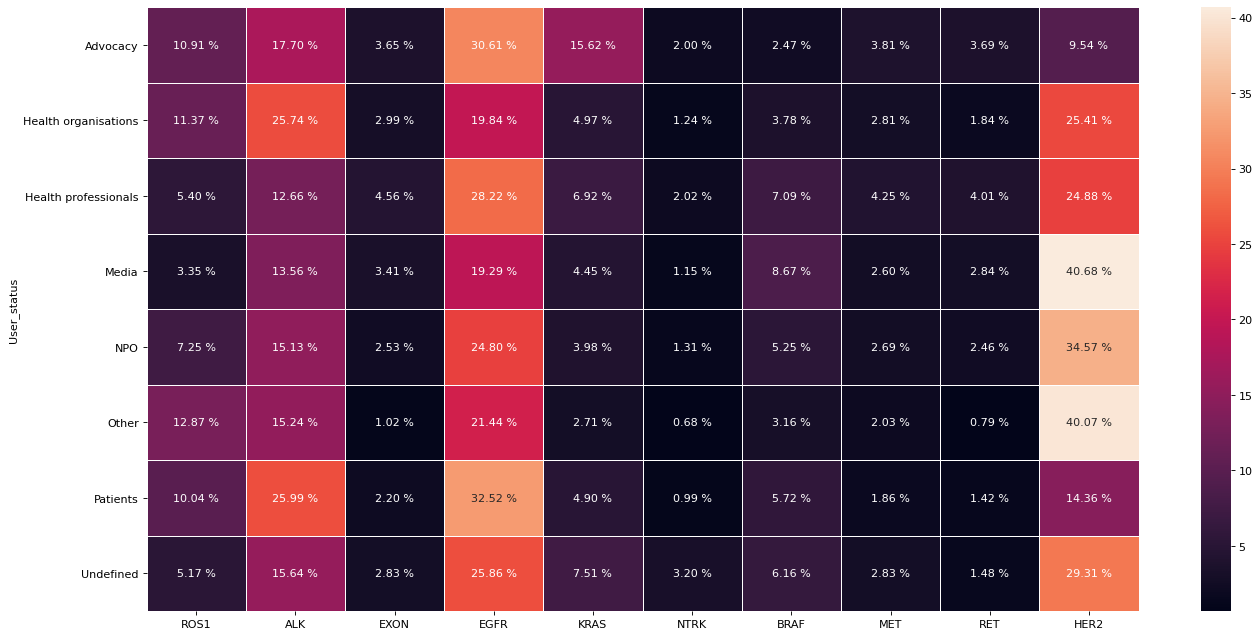 Advocacy 10.91 % 17.70 % 3.65 % 30.61 % 15.62 % 2.00 % 2.47 % 3.81 % 3.69 % 9.54 %
Health organisations 11.37 % 25.74 % 2.99 % 19.84 % 4.97 % 1.24 % 3.78 % 2.81 % 1.84 % 25.41 %
Health professionals 5.40 % 12.66 % 4.56 % 28.22 % 6.92 % 2.02 % 7.09 % 4.25 % 4.01 % 24.88 %
Media 3.35 % 13.56 % 3.41 % 19.29 % 4.45 % 1.15 % 8.67 % 2.60 % 2.84 % 40.68 %
NPO 7.25 % 15.13 % 2.53 % 24.80 % 3.98 % 1.31 % 5.25 % 2.69 % 2.46 % 34.57 %
Other 12.87 % 15.24 % 1.02 % 21.44 % 2.71 % 0.68 % 3.16 % 2.03 % 0.79 % 40.07 %
Patients 10.04 % 25.99 % 2.20 % 32.52 % 4.90 % 0.99 % 5.72 % 1.86 % 1.42 % 14.36 %
Undefined 5.17 % 15.64 % 2.83 % 25.86 % 7.51 % 3.20 % 6.16 % 2.83 % 1.48 % 29.31 %
ROS1 ALK EXON EGFR KRAS NTRK BRAF MET RET HER2
User_status
40
35
30
25
20
15
10
5